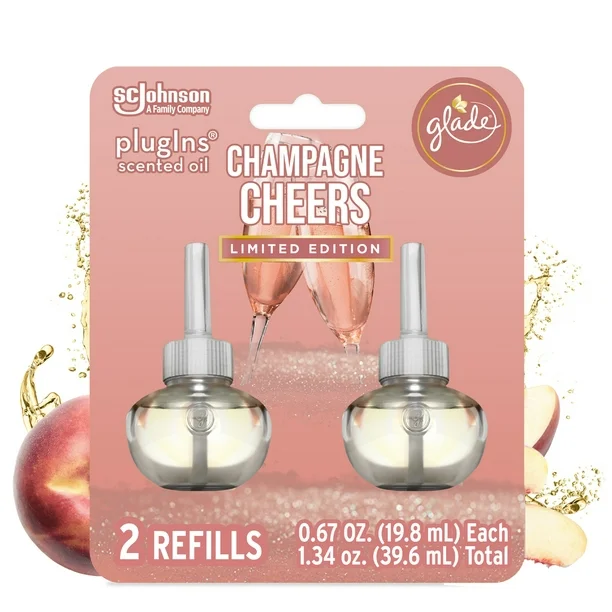 scjohnson
A Family Company
glade
plugIns®
scented oil
CHAMPAGNE
CHEERS
LIMITED EDITION
2 REFILLS
0.67 OZ. (19.8 mL) Each
1.34 oz. (39.6 mL) Total